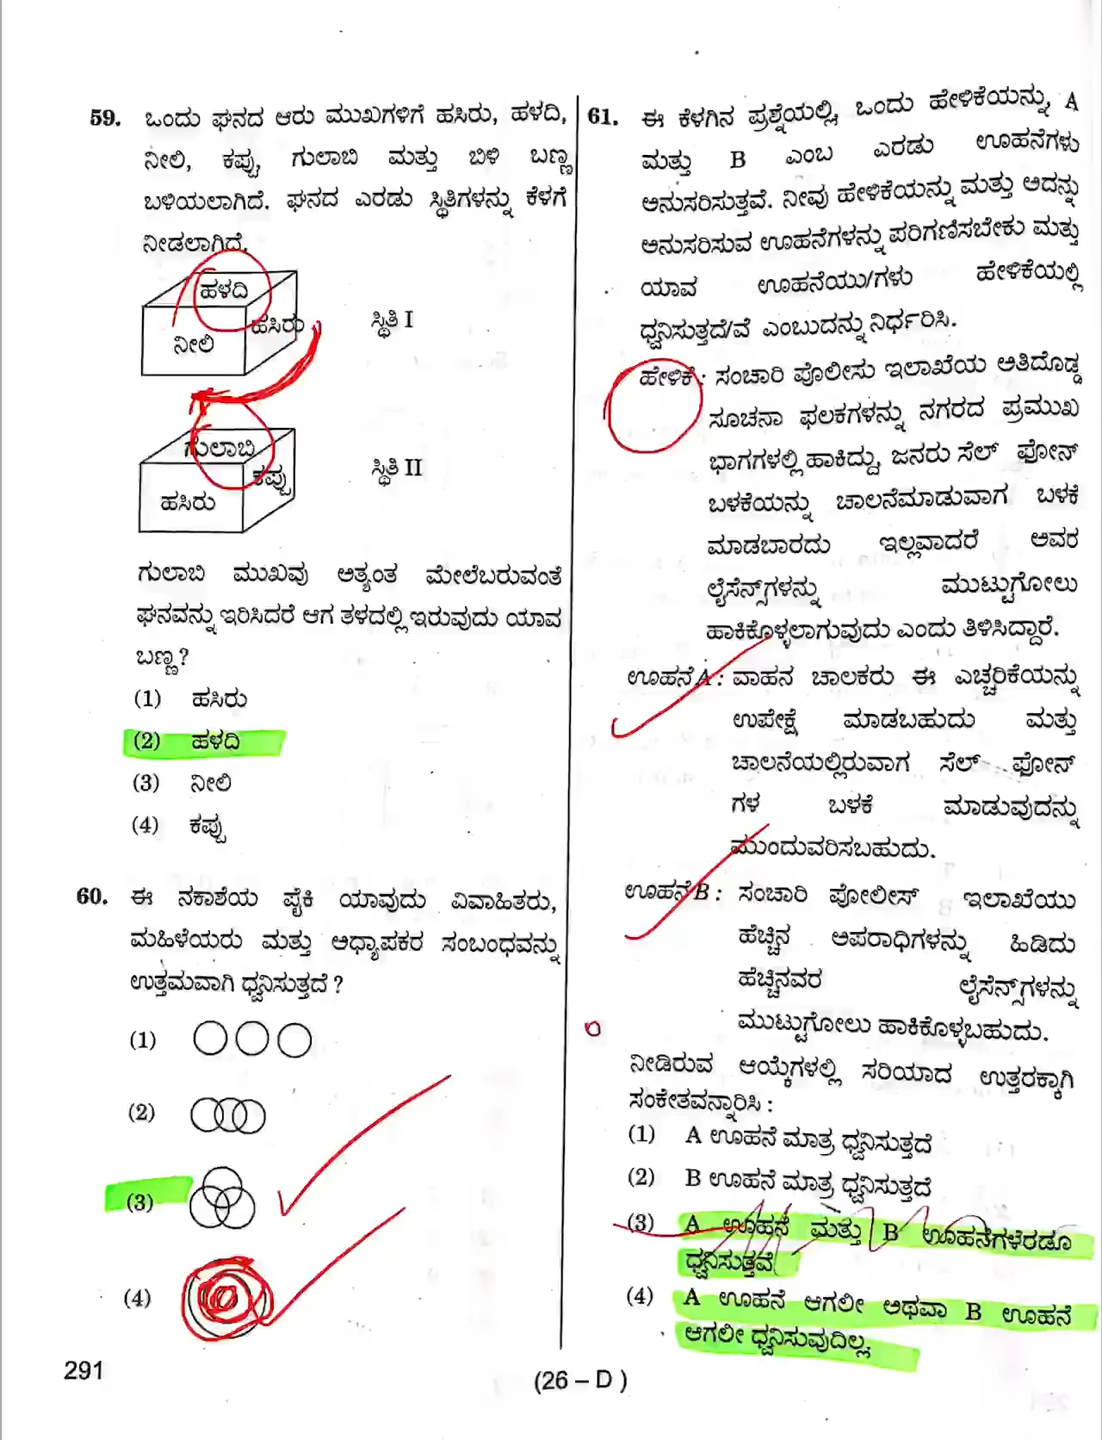 59. ಒಂದು ಘನದ ಆರು ಮುಖಗಳಿಗೆ ಹಸಿರು, ಹಳದಿ,
ನೀಲಿ, ಕಪ್ಪು, ಗುಲಾಬಿ ಮತ್ತು ಬಿಳಿ ಬಣ್ಣ
ಬಳಿಯಲಾಗಿದೆ. ಘನದ ಎರಡು ಸ್ಥಿತಿಗಳನ್ನು ಕೆಳಗೆ
ನೀಡಲಾಗಿದೆ.
ಹಳದಿ
ಹಸಿರು
ನೀಲಿ
ಸ್ಥಿತಿ I
ಗುಲಾಬಿ
ಕಪ್ಪು
ಹಸಿರು
ಸ್ಥಿತಿ II
ಗುಲಾಬಿ ಮುಖವು ಅತ್ಯಂತ ಮೇಲೆಬರುವಂತೆ
ಘನವನ್ನು ಇರಿಸಿದರೆ ಆಗ ತಳದಲ್ಲಿ ಇರುವುದು ಯಾವ
ಬಣ್ಣ?
(1) ಹಸಿರು
(2) ಹಳದಿ
(3) ನೀಲಿ
(4) ಕಪ್ಪು
60. ಈ ನಕಾಶೆಯ ಪೈಕಿ ಯಾವುದು ವಿವಾಹಿತರು,
ಮಹಿಳೆಯರು ಮತ್ತು ಆಧ್ಯಾಪಕರ ಸಂಬಂಧವನ್ನು
ಉತ್ತಮವಾಗಿ ಧ್ವನಿಸುತ್ತದೆ ?
(1)
(2)
(3)
(4)
61. ಈ ಕೆಳಗಿನ ಪ್ರಶ್ನೆಯಲ್ಲಿ, ಒಂದು ಹೇಳಿಕೆಯನ್ನು, A
ಮತ್ತು B ಎಂಬ ಎರಡು ಊಹನೆಗಳು
ಅನುಸರಿಸುತ್ತವೆ. ನೀವು ಹೇಳಿಕೆಯನ್ನು ಮತ್ತು ಅದನ್ನು
ಅನುಸರಿಸುವ ಊಹನೆಗಳನ್ನು ಪರಿಗಣಿಸಬೇಕು ಮತ್ತು
ಯಾವ ಊಹನೆಯು/ಗಳು ಹೇಳಿಕೆಯಲ್ಲಿ
ಧ್ವನಿಸುತ್ತದೆ/ವೆ ಎಂಬುದನ್ನು ನಿರ್ಧರಿಸಿ.
ಹೇಳಿಕೆ : ಸಂಚಾರಿ ಪೊಲೀಸು ಇಲಾಖೆಯ ಅತಿದೊಡ್ಡ
ಸೂಚನಾ ಫಲಕಗಳನ್ನು ನಗರದ ಪ್ರಮುಖ
ಭಾಗಗಳಲ್ಲಿ ಹಾಕಿದ್ದು, ಜನರು ಸೆಲ್ ಫೋನ್
ಬಳಕೆಯನ್ನು ಚಾಲನೆಮಾಡುವಾಗ ಬಳಕೆ
ಮಾಡಬಾರದು ಇಲ್ಲವಾದರೆ ಅವರ
ಲೈಸೆನ್ಸ್‌ಗಳನ್ನು ಮುಟ್ಟುಗೋಲು
ಹಾಕಿಕೊಳ್ಳಲಾಗುವುದು ಎಂದು ತಿಳಿಸಿದ್ದಾರೆ.
ಊಹನೆ A : ವಾಹನ ಚಾಲಕರು ಈ ಎಚ್ಚರಿಕೆಯನ್ನು
ಉಪೇಕ್ಷೆ ಮಾಡಬಹುದು ಮತ್ತು
ಚಾಲನೆಯಲ್ಲಿರುವಾಗ ಸೆಲ್ ಫೋನ್
ಗಳ ಬಳಕೆ ಮಾಡುವುದನ್ನು
ಮುಂದುವರಿಸಬಹುದು.
ಊಹನೆ B : ಸಂಚಾರಿ ಪೋಲೀಸ್ ಇಲಾಖೆಯು
ಹೆಚ್ಚಿನ ಅಪರಾಧಿಗಳನ್ನು ಹಿಡಿದು
ಹೆಚ್ಚಿನವರ ಲೈಸೆನ್ಸ್‌ಗಳನ್ನು
ಮುಟ್ಟುಗೋಲು ಹಾಕಿಕೊಳ್ಳಬಹುದು.
ನೀಡಿರುವ ಆಯ್ಕೆಗಳಲ್ಲಿ ಸರಿಯಾದ ಉತ್ತರಕ್ಕಾಗಿ
ಸಂಕೇತವನ್ನಾರಿಸಿ :
(1) A ಊಹನೆ ಮಾತ್ರ ಧ್ವನಿಸುತ್ತದೆ
(2) B ಊಹನೆ ಮಾತ್ರ ಧ್ವನಿಸುತ್ತದೆ
(3) A ಊಹನೆ ಮತ್ತು B ಊಹನೆಗಳೆರಡೂ
ಧ್ವನಿಸುತ್ತವೆ
(4) A ಊಹನೆ ಆಗಲೀ ಅಥವಾ B ಊಹನೆ
ಆಗಲೀ ಧ್ವನಿಸುವುದಿಲ್ಲ
291
(26 – D )